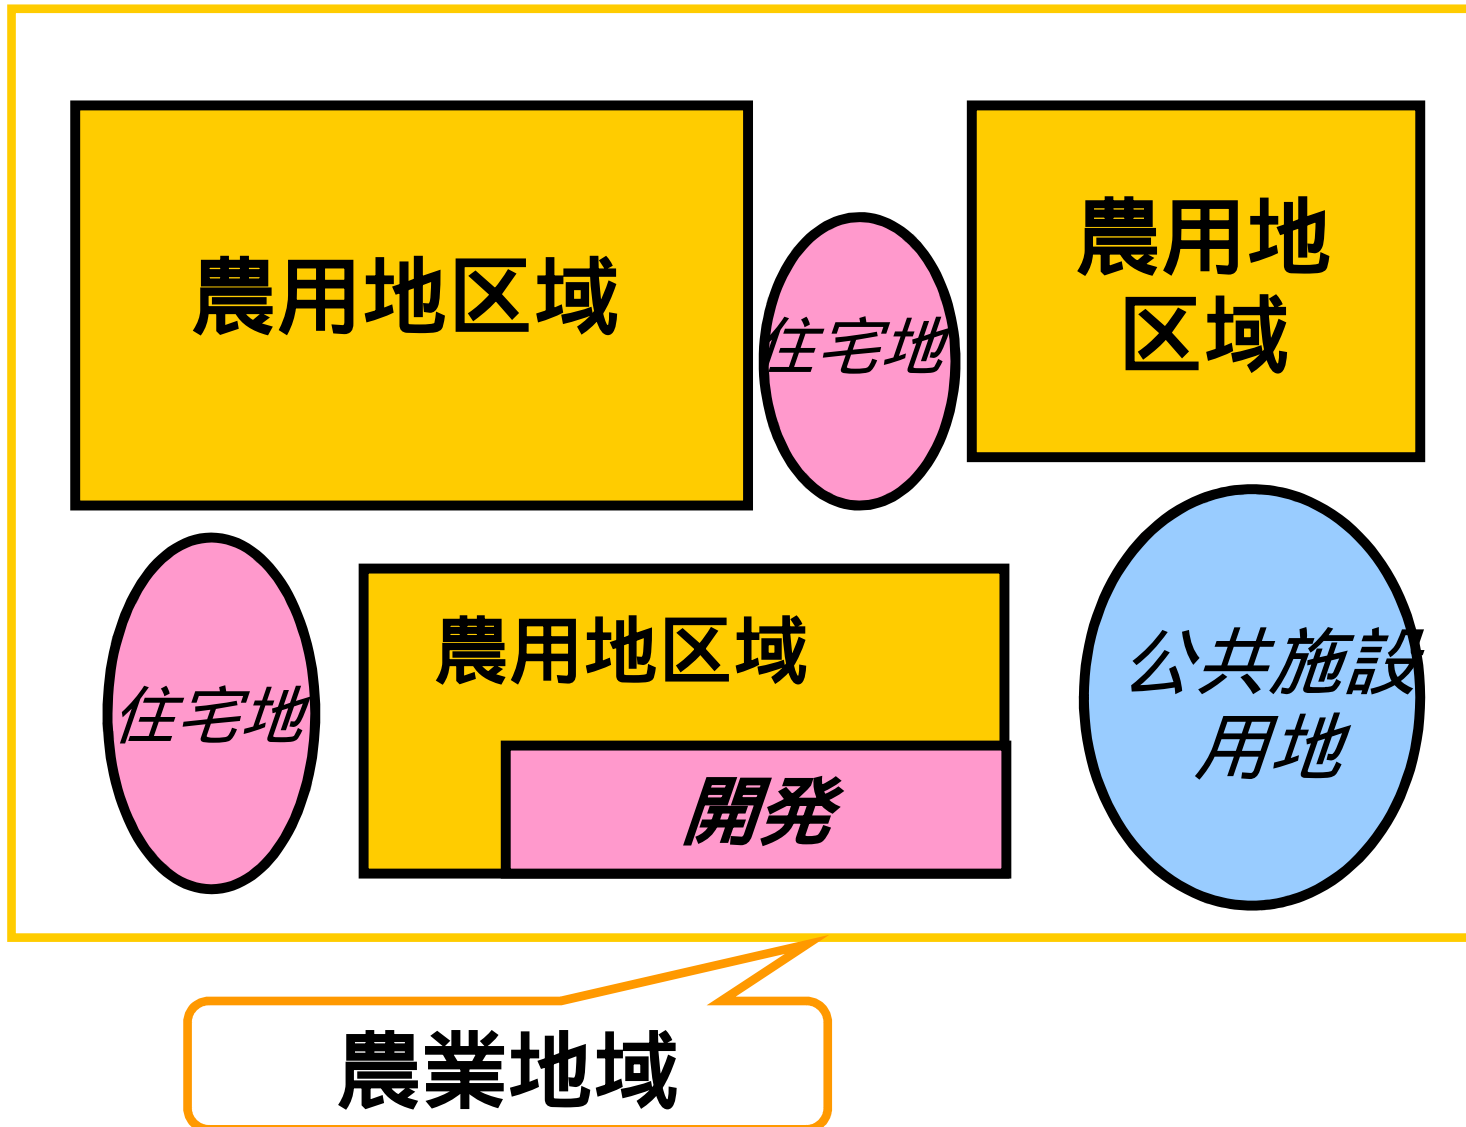 農用地区域
農用地
区域
住宅地
農用地区域
住宅地
開発
公共施設
用地
農業地域